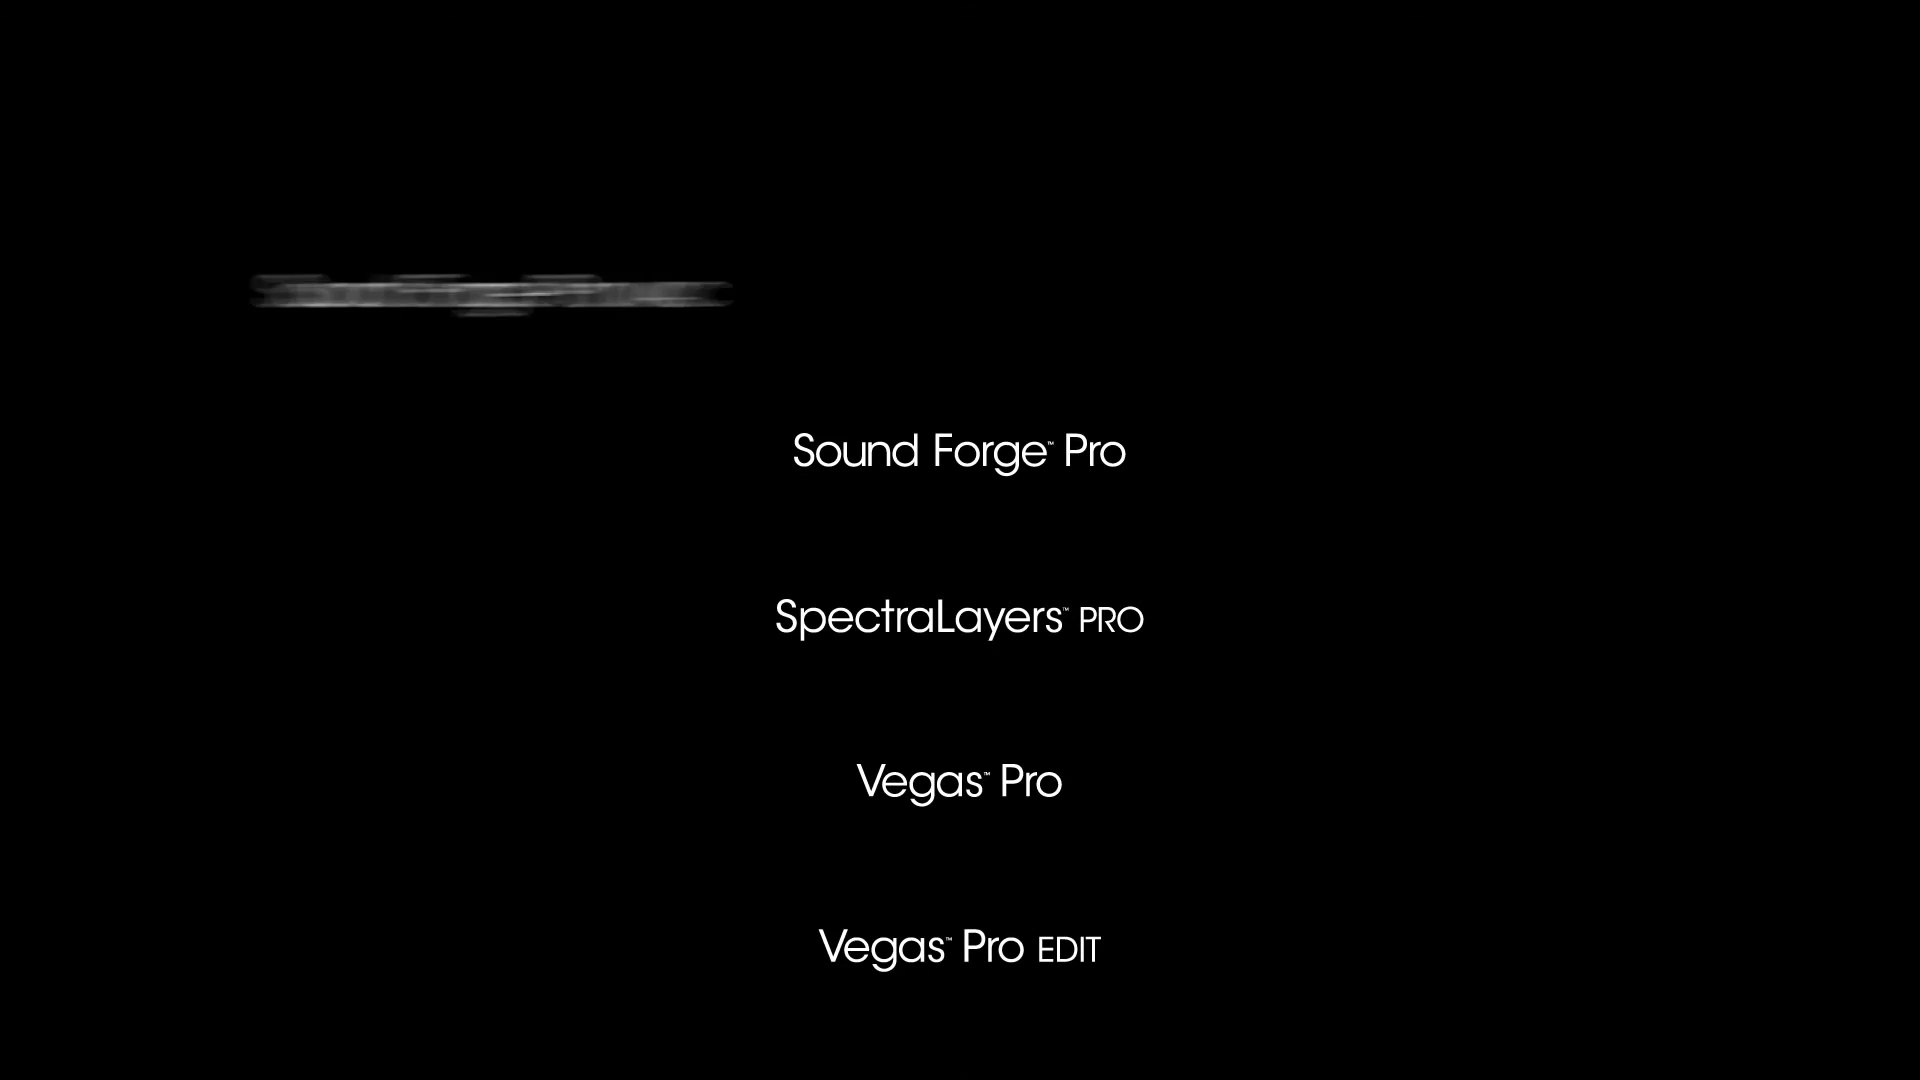 Sound Forge™ Pro
SpectraLayers™ PRO
Vegas™ Pro
Vegas™ Pro EDIT